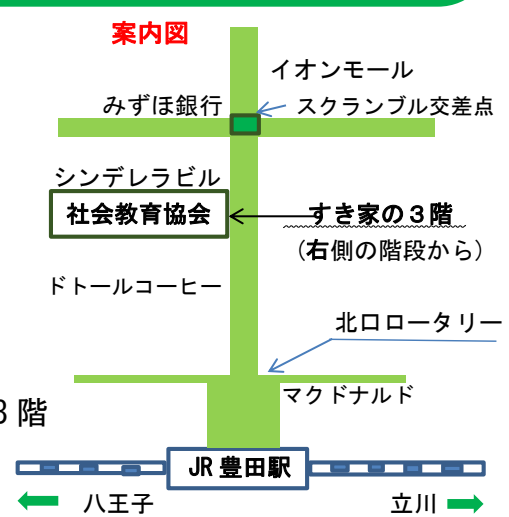 案内図
イオンモール
みずほ銀行
スクランブル交差点
シンデレラビル
社会教育協会
すき家の３階
（右側の階段から）
ドトールコーヒー
北口ロータリー
マクドナルド
3 階
JR 豊田駅
八王子
立川